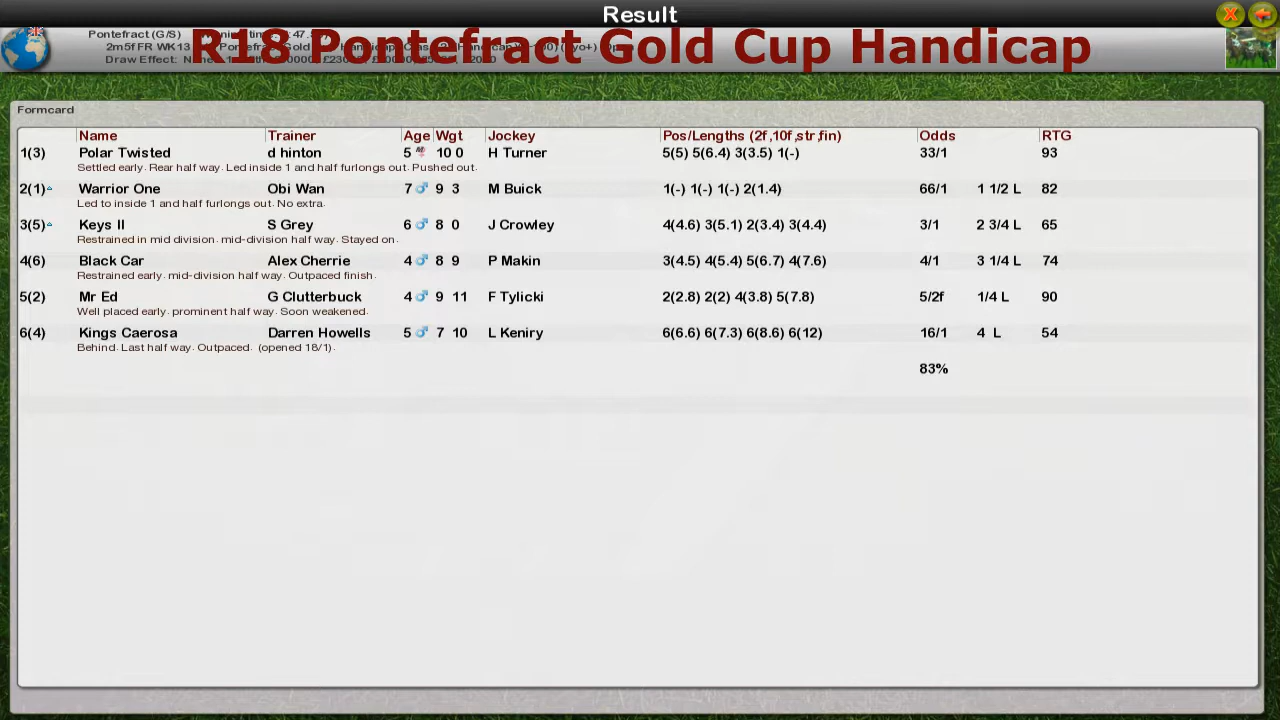 Result
R18 Pontefract Gold Cup Handicap
Pontefract (G/S)
2m5f FR WK13
Draw Effect:
Formcard
Name Trainer Age Wgt Jockey Pos/Lengths (2f,10f,str,fin) Odds RTG
1(3) Polar Twisted d hinton 5 10 0 H Turner 5(5) 5(6.4) 3(3.5) 1(-) 33/1 93
Settled early. Rear half way. Led inside 1 and half furlongs out. Pushed out.
2(1) Warrior One Obi Wan 7 9 3 M Buick 1(-) 1(-) 1(-) 2(1.4) 66/1 1 1/2 L 82
Led to inside 1 and half furlongs out. No extra.
3(5) Keys II S Grey 6 8 0 J Crowley 4(4.6) 3(5.1) 2(3.4) 3(4.4) 3/1 2 3/4 L 65
Restrained in mid division. mid-division half way. Stayed on.
4(6) Black Car Alex Cherrie 4 8 9 P Makin 3(4.5) 4(5.4) 5(6.7) 4(7.6) 4/1 3 1/4 L 74
Restrained early. mid-division half way. Outpaced finish.
5(2) Mr Ed G Clutterbuck 4 9 11 F Tylicki 2(2.8) 2(2) 4(3.8) 5(7.8) 5/2f 1/4 L 90
Well placed early. prominent half way. Soon weakened.
6(4) Kings Caerosa Darren Howells 5 7 10 L Keniry 6(6.6) 6(7.3) 6(8.6) 6(12) 16/1 4 L 54
Behind. Last half way. Outpaced. (opened 18/1).
83%